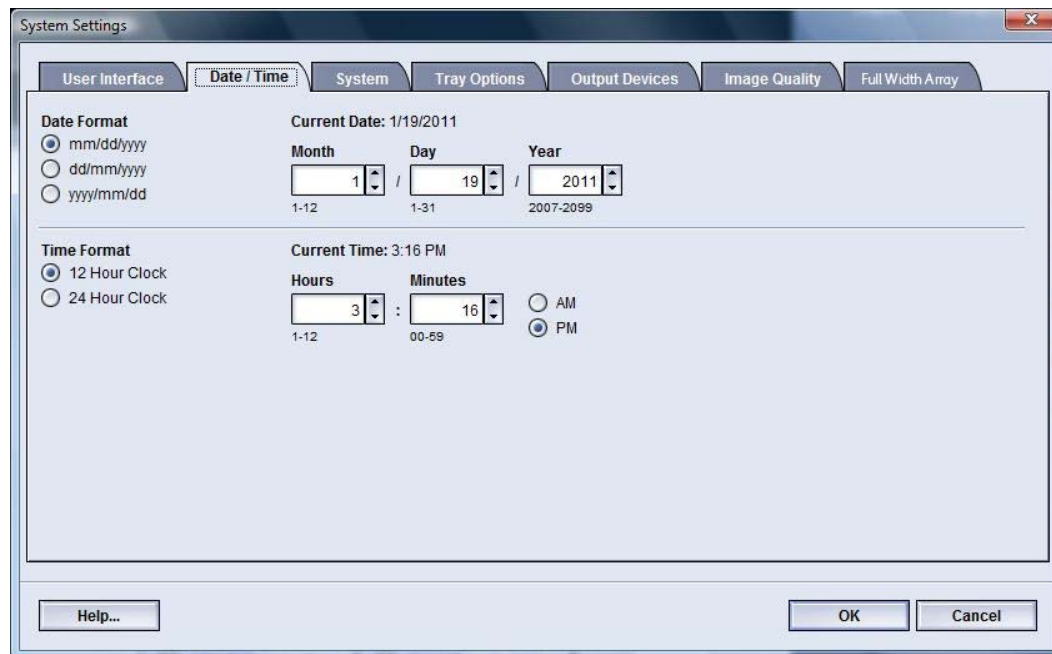 System Settings
User Interface Date / Time System Tray Options Output Devices Image Quality Full Width Array
Date Format
mm/dd/yyyy
dd/mm/yyyy
yyyy/mm/dd
Current Date: 1/19/2011
Month Day Year
1 / 19 / 2011
1-12 1-31 2007-2099
Time Format
12 Hour Clock
24 Hour Clock
Current Time: 3:16 PM
Hours Minutes
3 : 16
1-12 00-59
AM
PM
Help... OK Cancel